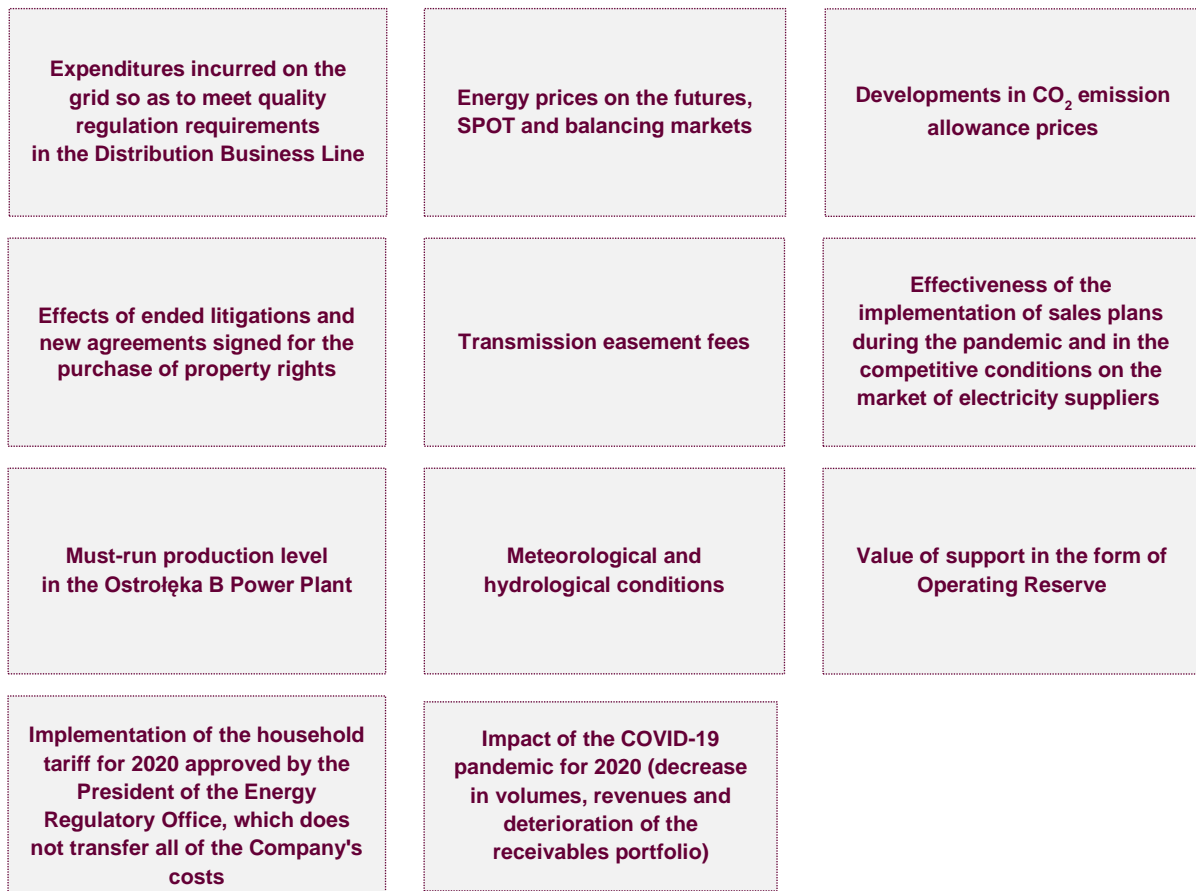 Expenditures incurred on the
grid so as to meet quality
regulation requirements
in the Distribution Business Line
Energy prices on the futures,
SPOT and balancing markets
Developments in CO₂ emission
allowance prices
Effects of ended litigations and
new agreements signed for the
purchase of property rights
Transmission easement fees
Effectiveness of the
implementation of sales plans
during the pandemic and in the
competitive conditions on the
market of electricity suppliers
Must-run production level
in the Ostrołęka B Power Plant
Meteorological and
hydrological conditions
Value of support in the form of
Operating Reserve
Implementation of the household
tariff for 2020 approved by the
President of the Energy
Regulatory Office, which does
not transfer all of the Company's
costs
Impact of the COVID-19
pandemic for 2020 (decrease
in volumes, revenues and
deterioration of the
receivables portfolio)